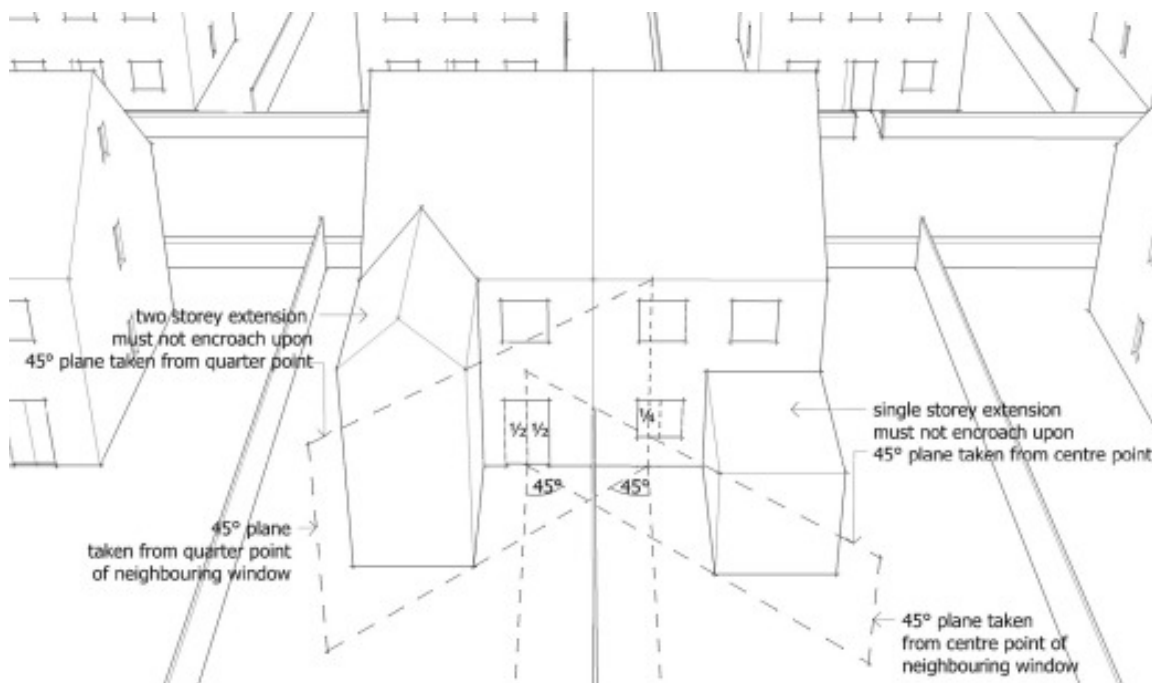 two storey extension
must not encroach upon
45° plane taken from quarter point
½ ½
¼
single storey extension
must not encroach upon
45° plane taken from centre point
45°
45°
45° plane
taken from quarter point
of neighbouring window
45° plane taken
from centre point of
neighbouring window